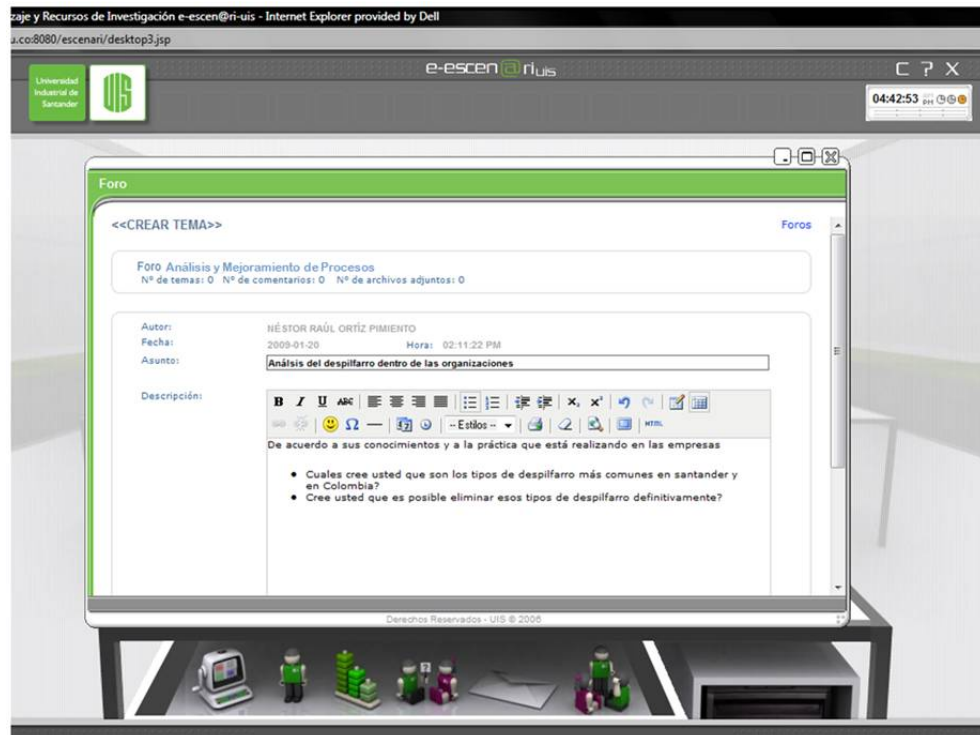 zaje y Recursos de Investigación e-escen@ri-uis - Internet Explorer provided by Dell
u.co:8080/escenari/desktop3.jsp
Universidad
Industrial de
Santander
e-escen@riuis
C ? X
04:42:53 AM
PM
Foro
<<CREAR TEMA>>
Foros
Foro Análisis y Mejoramiento de Procesos
Nº de temas: 0 Nº de comentarios: 0 Nº de archivos adjuntos: 0
Autor: NÉSTOR RAÚL ORTÍZ PIMIENTO
Fecha: 2009-01-20 Hora: 02:11:22 PM
Asunto: Análsis del despilfarro dentro de las organizaciones
Descripción:
B I U ABC X, X²
-- Estilos -- HTML
De acuerdo a sus conocimientos y a la práctica que está realizando en las empresas
• Cuales cree usted que son los tipos de despilfarro más comunes en santander y
en Colombia?
• Cree usted que es posible eliminar esos tipos de despilfarro definitivamente?
Derechos Reservados - UIS © 2006